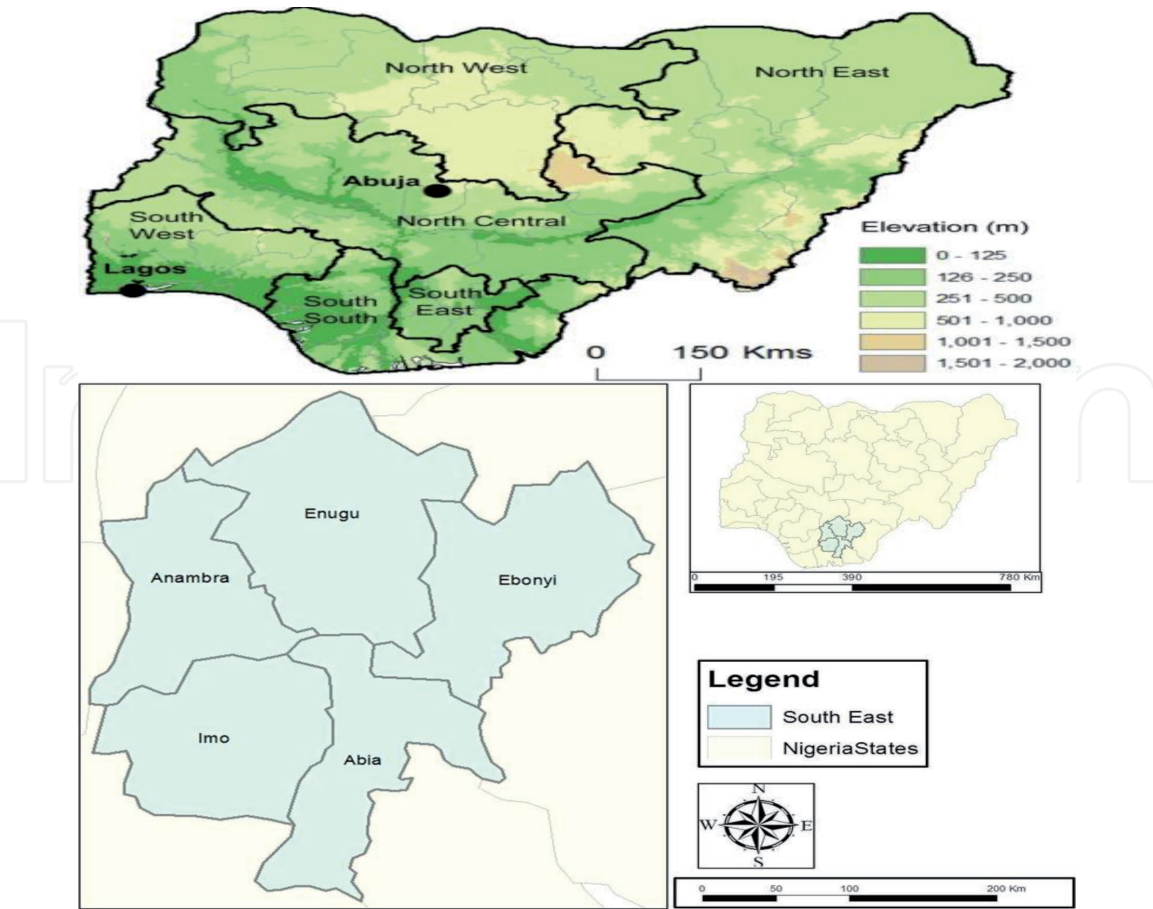 North West
North East
Abuja
North Central
South
West
Lagos
South
South
South
East
Elevation (m)
0 - 125
126 - 250
251 - 500
501 - 1,000
1,001 - 1,500
1,501 - 2,000
0 150 Kms
Enugu
Anambra
Ebonyi
Imo
Abia
0 195 390 780 Km
Legend
South East
NigeriaStates
N
W E
S
0 50 100 200 Km